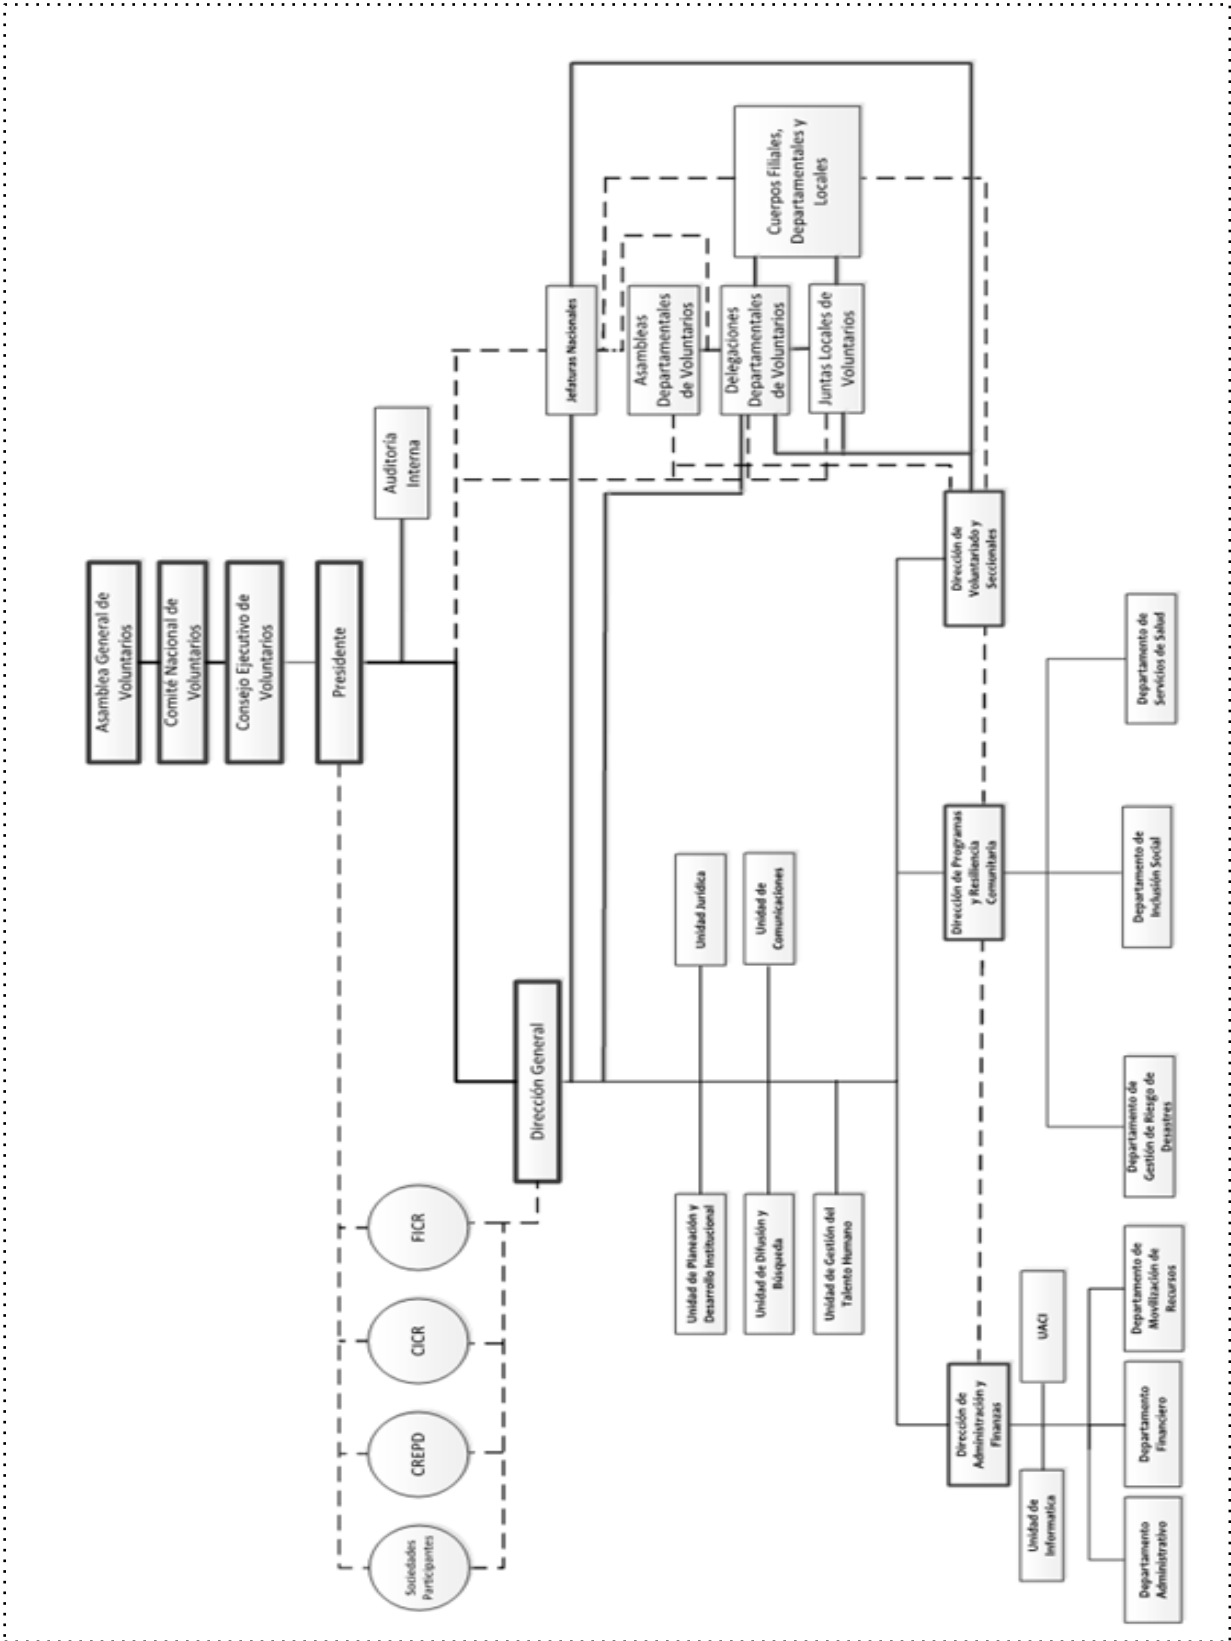 Asamblea General de
Voluntarios
Comité Nacional de
Voluntarios
Consejo Ejecutivo de
Voluntarios
Presidente
Auditoria
Interna
Sociedades
Participantes
CREPD
CICR
FICR
Dirección General
Jefaturas Nacionales
Asambleas
Departamentales
de Voluntarios
Delegaciones
Departamentales
de Voluntarios
Juntas Locales de
Voluntarios
Cuerpos Filiales,
Departamentales y
Locales
Unidad de Planeación y
Desarrollo Institucional
Unidad Jurídica
Unidad de Difusión y
Búsqueda
Unidad de
Comunicaciones
Unidad de Gestión del
Talento Humano
Dirección de
Administración y
Finanzas
Dirección de Programas
y Resiliencia
Comunitaria
Dirección de
Voluntariado y
Seccionales
Unidad de
Informatica
UACI
Departamento
Administrativo
Departamento
Financiero
Departamento de
Movilización de
Recursos
Departamento de
Gestión de Riesgo de
Desastres
Departamento de
Inclusión Social
Departamento de
Servicios de Salud